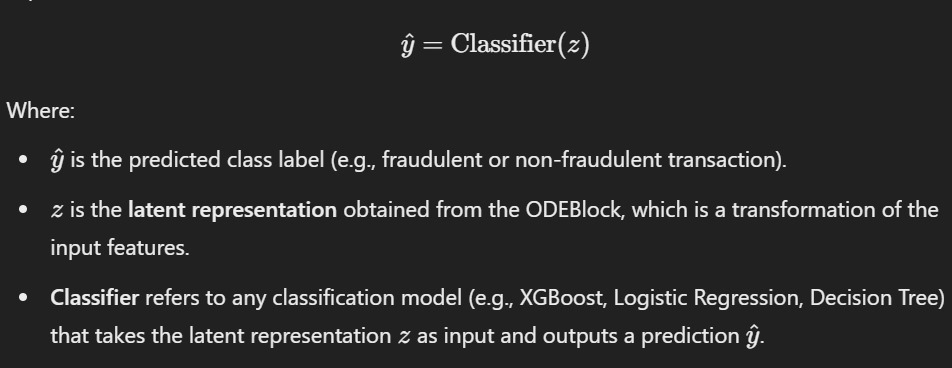 ŷ = Classifier(z)
Where:
• ŷ is the predicted class label (e.g., fraudulent or non-fraudulent transaction).
• z is the latent representation obtained from the ODEBlock, which is a transformation of the
input features.
• Classifier refers to any classification model (e.g., XGBoost, Logistic Regression, Decision Tree)
that takes the latent representation z as input and outputs a prediction ŷ.